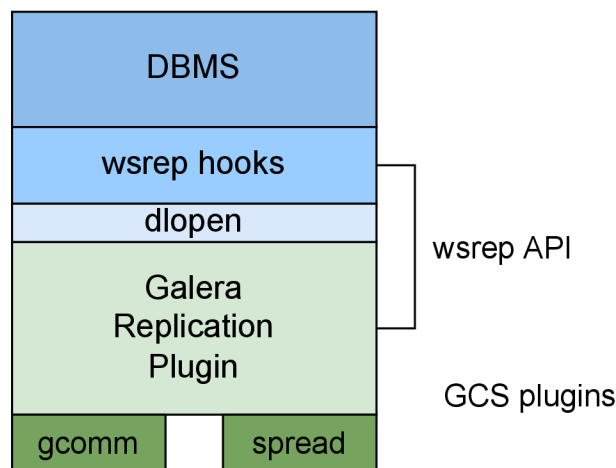 DBMS
wsrep hooks
dlopen
wsrep API
Galera
Replication
Plugin
GCS plugins
gcomm
spread